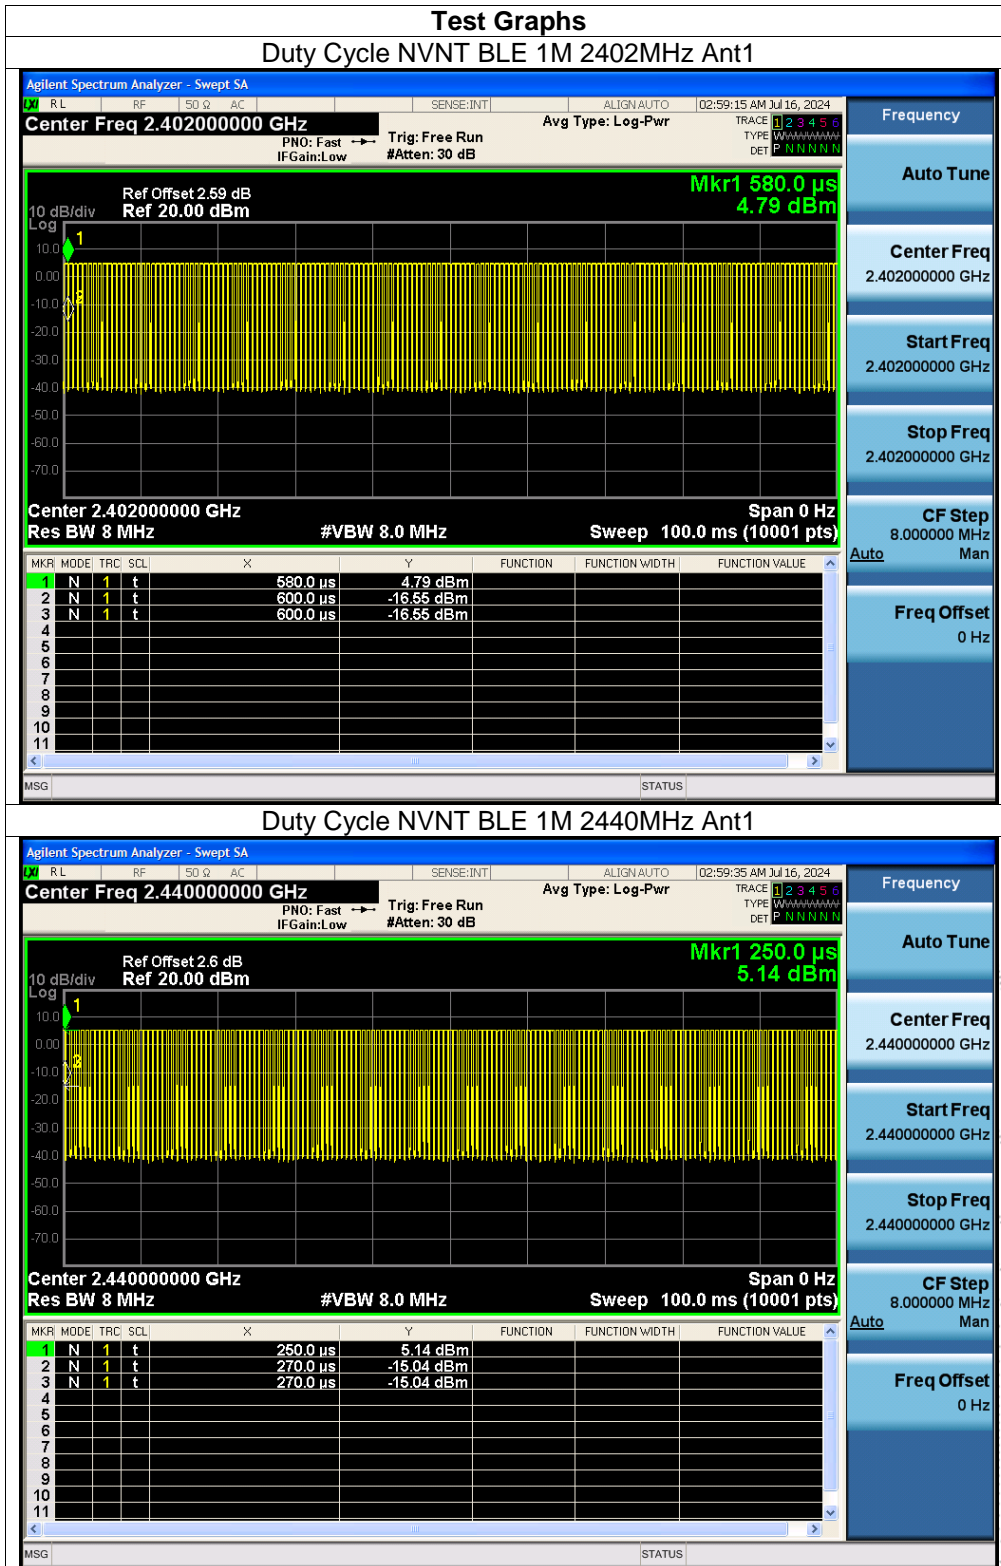 Test Graphs
Duty Cycle NVNT BLE 1M 2402MHz Ant1
Agilent Spectrum Analyzer - Swept SA
LXI RL RF 50 Ω AC SENSE:INT ALIGN AUTO 02:59:15 AM Jul 16, 2024
Center Freq 2.402000000 GHz Avg Type: Log-Pwr TRACE 1 2 3 4 5 6
PNO: Fast Trig: Free Run TYPE WWWWWW
IFGain:Low #Atten: 30 dB DET P N N N N N
Frequency
Auto Tune
Center Freq
2.402000000 GHz
Start Freq
2.402000000 GHz
Stop Freq
2.402000000 GHz
CF Step
8.000000 MHz
Auto Man
Freq Offset
0 Hz
Mkr1 580.0 µs
4.79 dBm
Ref Offset 2.59 dB
10 dB/div Ref 20.00 dBm
Log
1
10.0
0.00
-10.0
-20.0
-30.0
-40.0
-50.0
-60.0
-70.0
Center 2.402000000 GHz Span 0 Hz
Res BW 8 MHz #VBW 8.0 MHz Sweep 100.0 ms (10001 pts)
MKR MODE TRC SCL X Y FUNCTION FUNCTION WIDTH FUNCTION VALUE
1 N 1 t 580.0 µs 4.79 dBm
2 N 1 t 600.0 µs -16.55 dBm
3 N 1 t 600.0 µs -16.55 dBm
4
5
6
7
8
9
10
11
MSG STATUS
Duty Cycle NVNT BLE 1M 2440MHz Ant1
Agilent Spectrum Analyzer - Swept SA
LXI RL RF 50 Ω AC SENSE:INT ALIGN AUTO 02:59:35 AM Jul 16, 2024
Center Freq 2.440000000 GHz Avg Type: Log-Pwr TRACE 1 2 3 4 5 6
PNO: Fast Trig: Free Run TYPE WWWWWW
IFGain:Low #Atten: 30 dB DET P N N N N N
Frequency
Auto Tune
Center Freq
2.440000000 GHz
Start Freq
2.440000000 GHz
Stop Freq
2.440000000 GHz
CF Step
8.000000 MHz
Auto Man
Freq Offset
0 Hz
Mkr1 250.0 µs
5.14 dBm
Ref Offset 2.6 dB
10 dB/div Ref 20.00 dBm
Log
1
10.0
0.00
-10.0
-20.0
-30.0
-40.0
-50.0
-60.0
-70.0
Center 2.440000000 GHz Span 0 Hz
Res BW 8 MHz #VBW 8.0 MHz Sweep 100.0 ms (10001 pts)
MKR MODE TRC SCL X Y FUNCTION FUNCTION WIDTH FUNCTION VALUE
1 N 1 t 250.0 µs 5.14 dBm
2 N 1 t 270.0 µs -15.04 dBm
3 N 1 t 270.0 µs -15.04 dBm
4
5
6
7
8
9
10
11
MSG STATUS